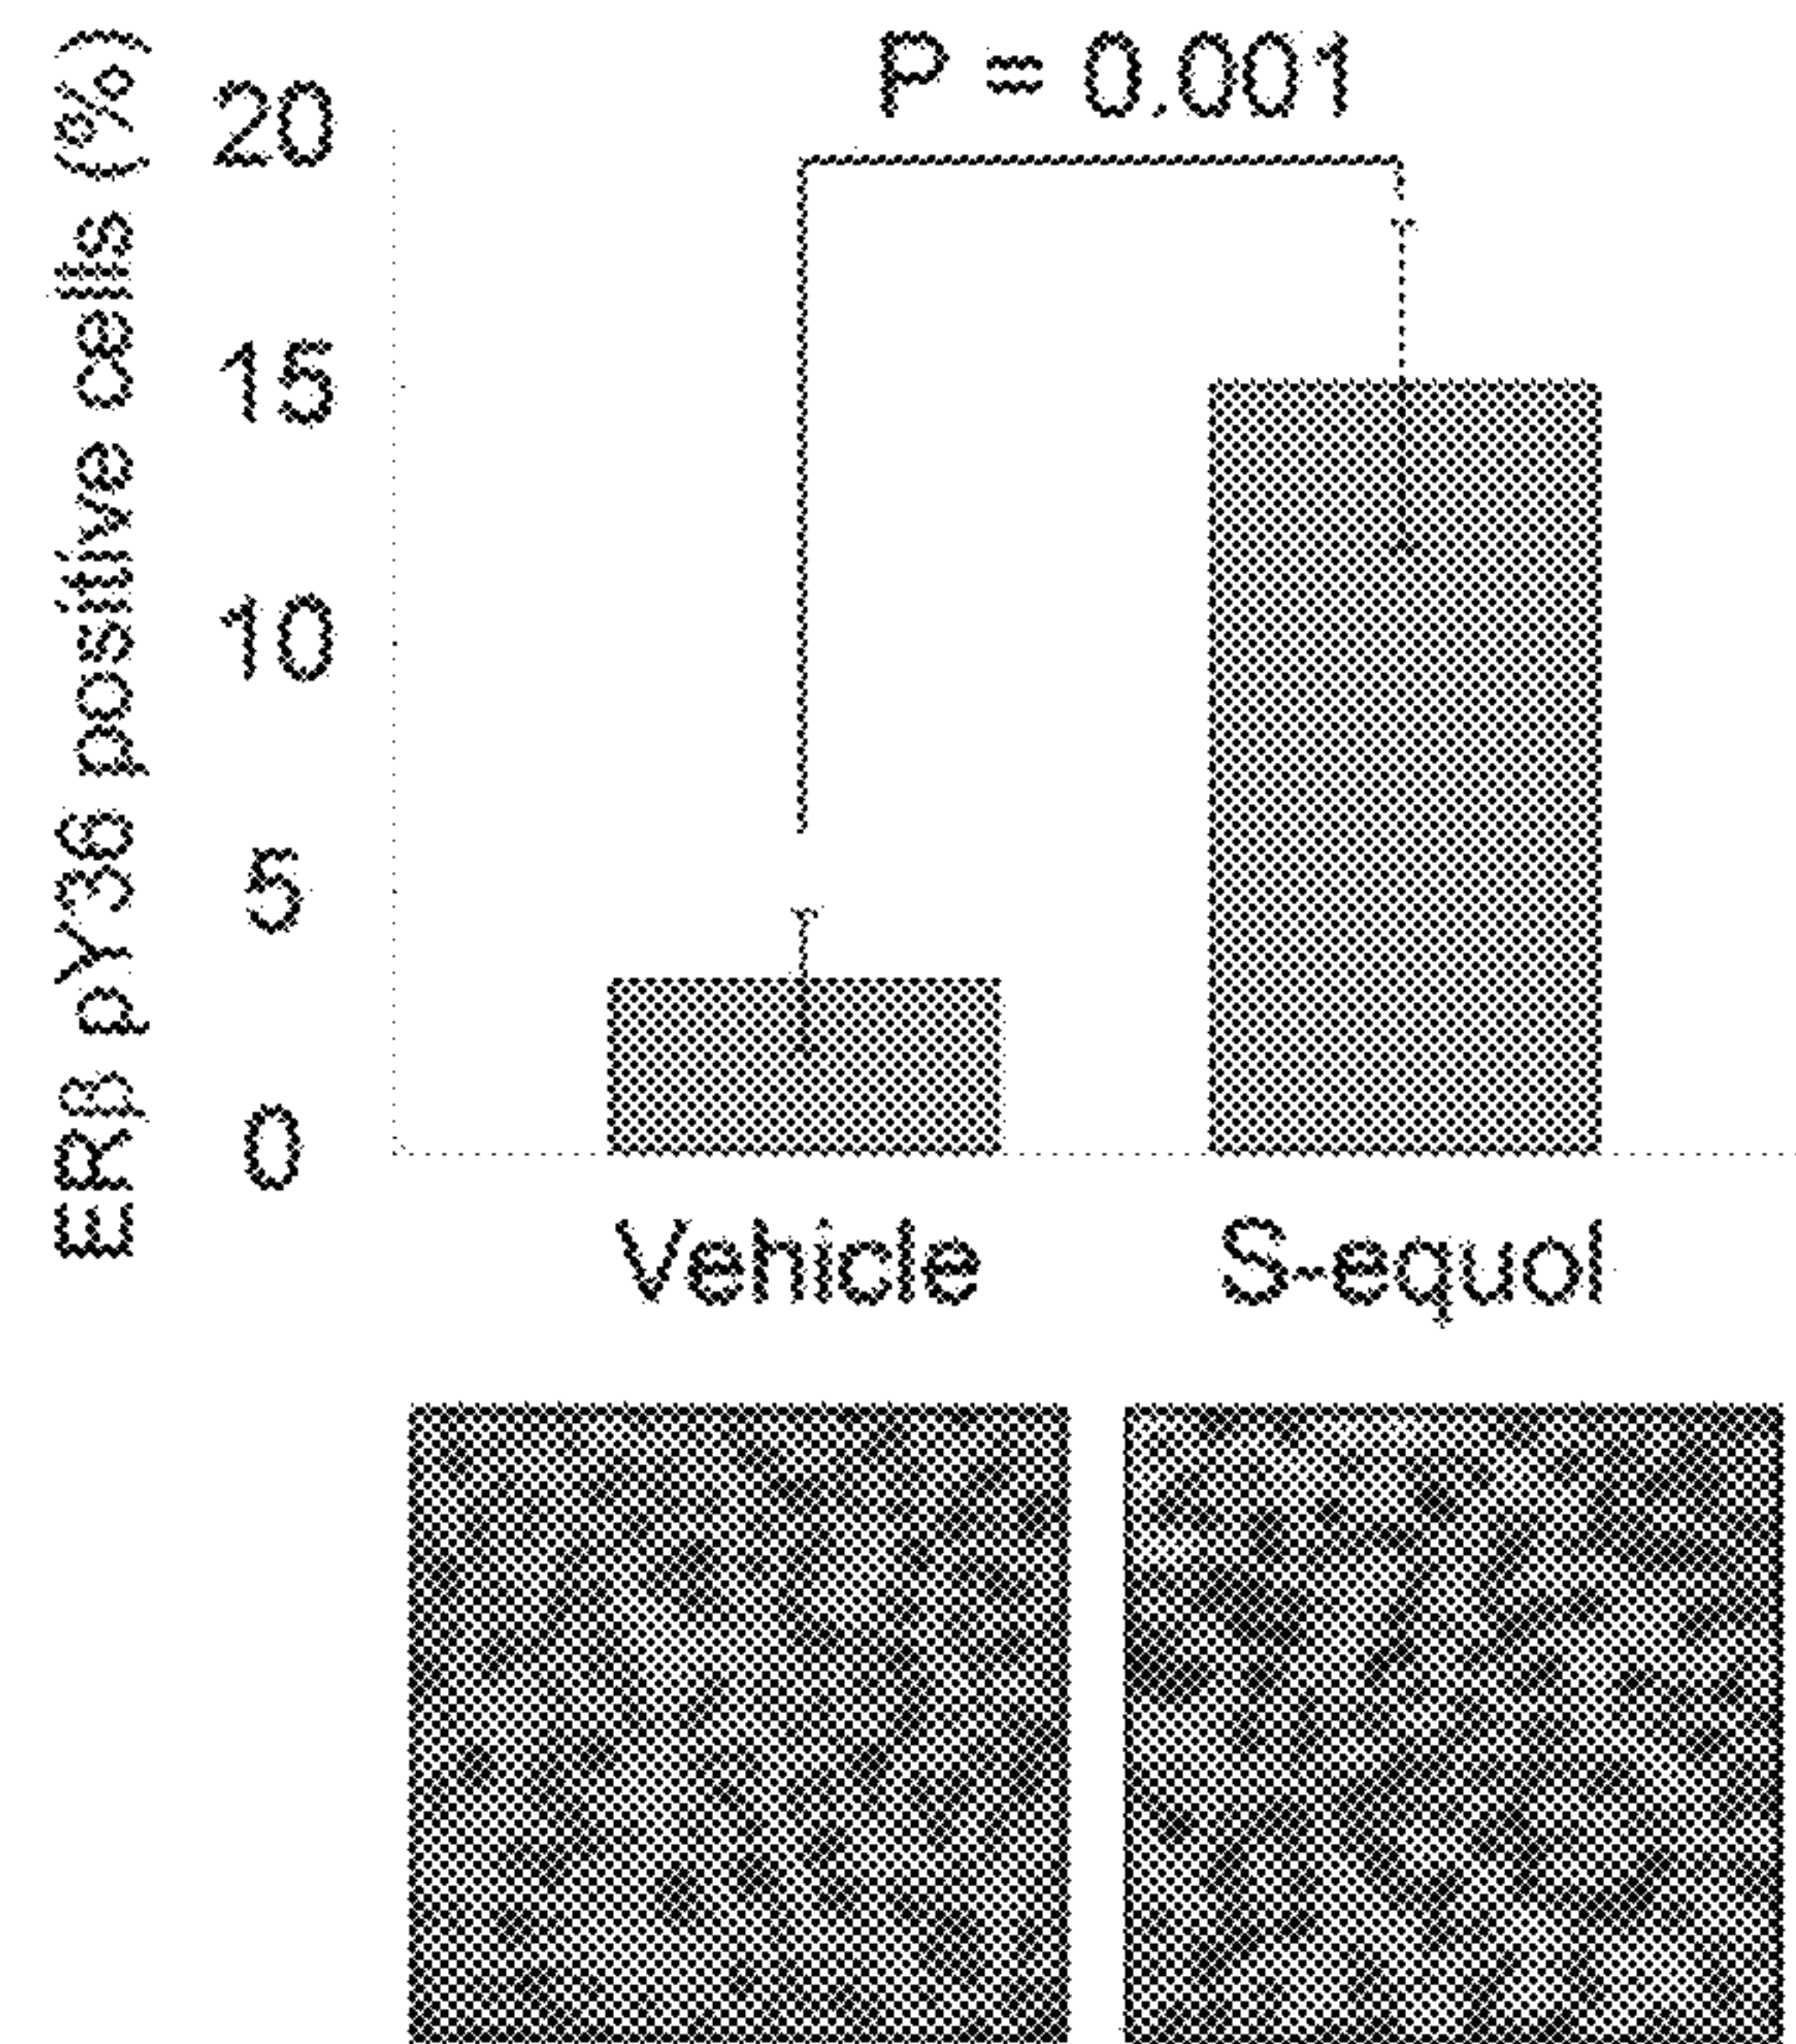 ERβ pY36 positive cells (%)
P = 0.001
20
15
10
5
0
Vehicle
S-equol